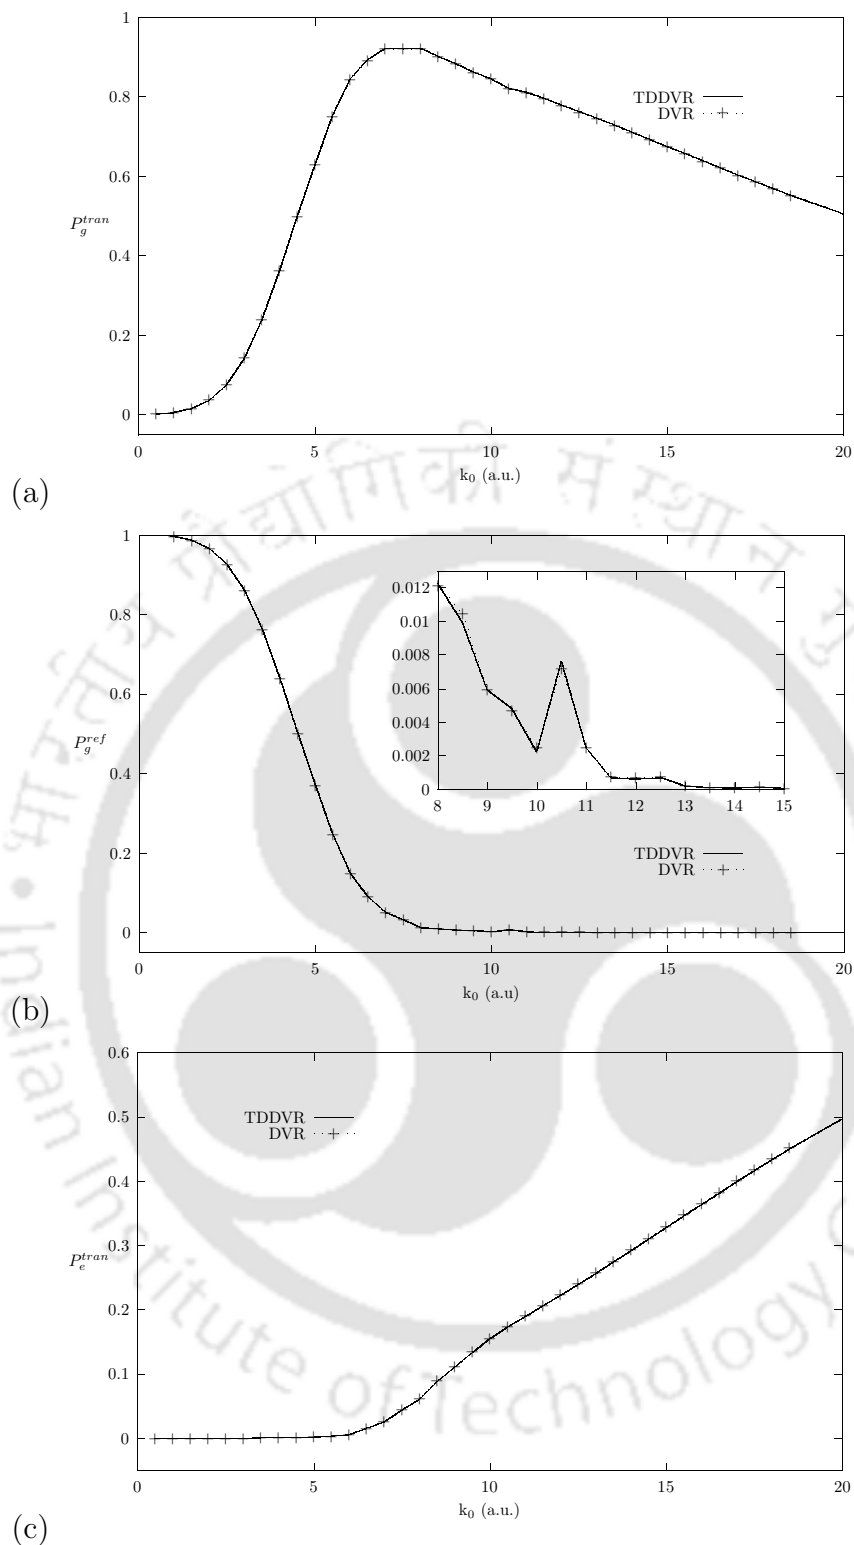 1
0.8
TDDVR
DVR
0.6
P_g^{tran}
0.4
0.2
0
0 5 10 15 20
k₀ (a.u.)
(a)
1
0.012
0.8
0.01
0.008
0.6
0.006
P_g^{ref}
0.004
0.4
0.002
0
8 9 10 11 12 13 14 15
0.2
TDDVR
DVR
0
0 5 10 15 20
k₀ (a.u)
(b)
0.6
0.5
TDDVR
DVR
0.4
0.3
P_e^{tran}
0.2
0.1
0
0 5 10 15 20
k₀ (a.u.)
(c)
Indian Institute of Technology